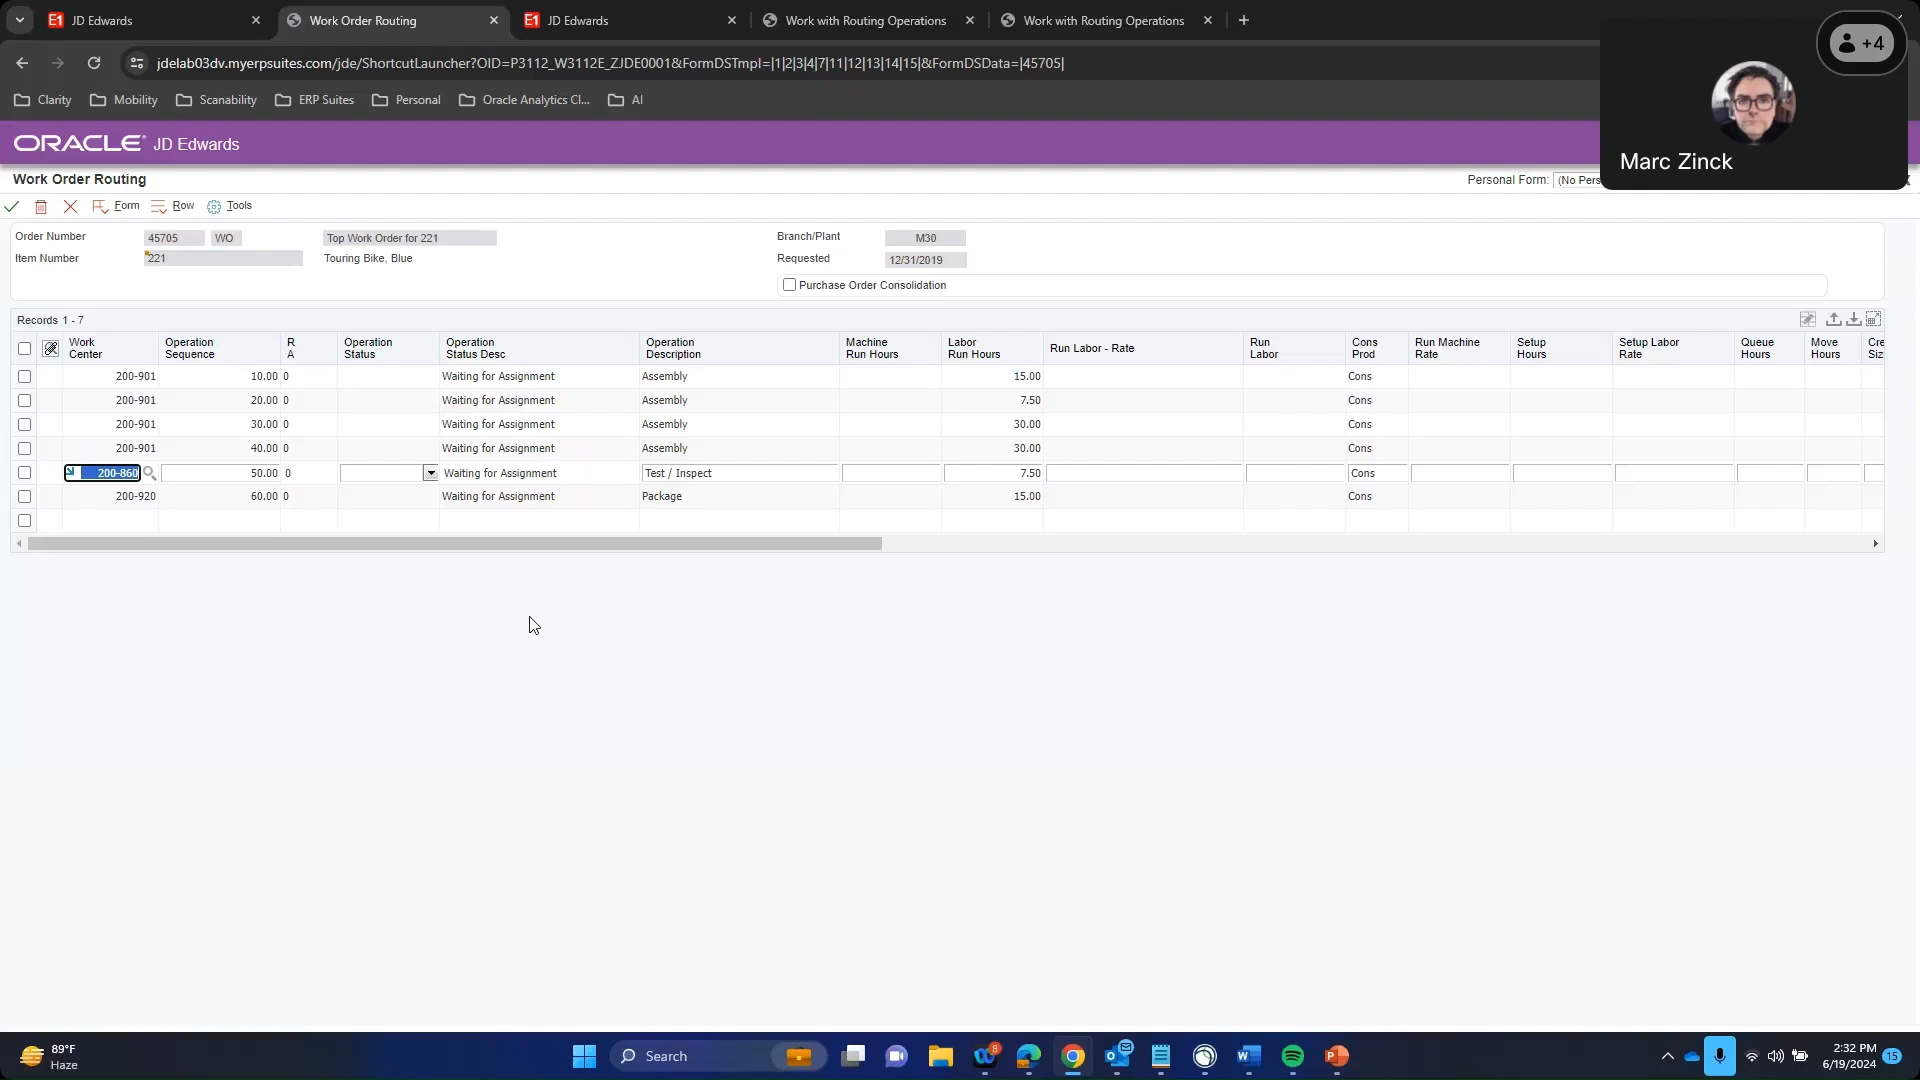 JD Edwards
Work Order Routing
JD Edwards
Work with Routing Operations
Work with Routing Operations
+4
jdelab03dv.myerpsuites.com/jde/ShortcutLauncher?OID=P3112_W3112E_ZJDE0001&FormDSTmpl=|1|2|3|4|7|11|12|13|14|15|&FormDSData=|45705|
Clarity Mobility Scanability ERP Suites Personal Oracle Analytics Cl... AI
ORACLE JD Edwards
Marc Zinck
Work Order Routing
Personal Form: (No Pers
Form Row Tools
Order Number 45705 WO Top Work Order for 221 Branch/Plant M30
Item Number 221 Touring Bike, Blue Requested 12/31/2019
Purchase Order Consolidation
Records 1 - 7
Work Center Operation Sequence R A Operation Status Operation Status Desc Operation Description Machine Run Hours Labor Run Hours Run Labor - Rate Run Labor Cons Prod Run Machine Rate Setup Hours Setup Labor Rate Queue Hours Move Hours Cre Siz
200-901 10.00 0 Waiting for Assignment Assembly 15.00 Cons
200-901 20.00 0 Waiting for Assignment Assembly 7.50 Cons
200-901 30.00 0 Waiting for Assignment Assembly 30.00 Cons
200-901 40.00 0 Waiting for Assignment Assembly 30.00 Cons
200-860 50.00 0 Waiting for Assignment Test / Inspect 7.50 Cons
200-920 60.00 0 Waiting for Assignment Package 15.00 Cons
89°F
Haze
Search
8
2:32 PM
6/19/2024
15